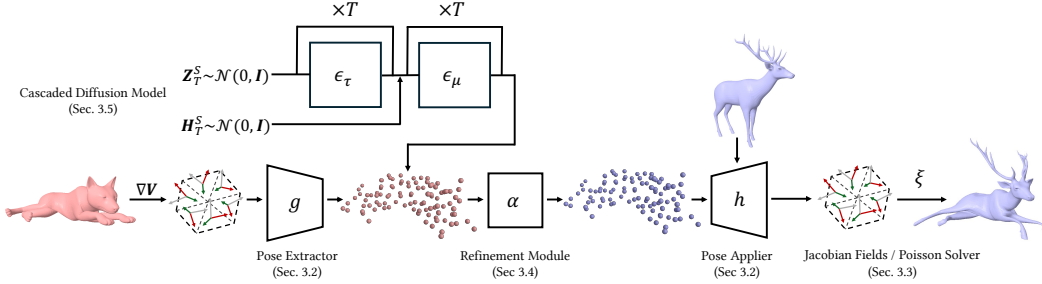 ×T
×T
Z_T^S~𝒩(0, I)
ϵ_τ
ϵ_μ
Cascaded Diffusion Model
(Sec. 3.5)
H_T^S~𝒩(0, I)
∇V
g
α
h
ξ
Pose Extractor
(Sec. 3.2)
Refinement Module
(Sec 3.4)
Pose Applier
(Sec. 3.2)
Jacobian Fields / Poisson Solver
(Sec. 3.3)